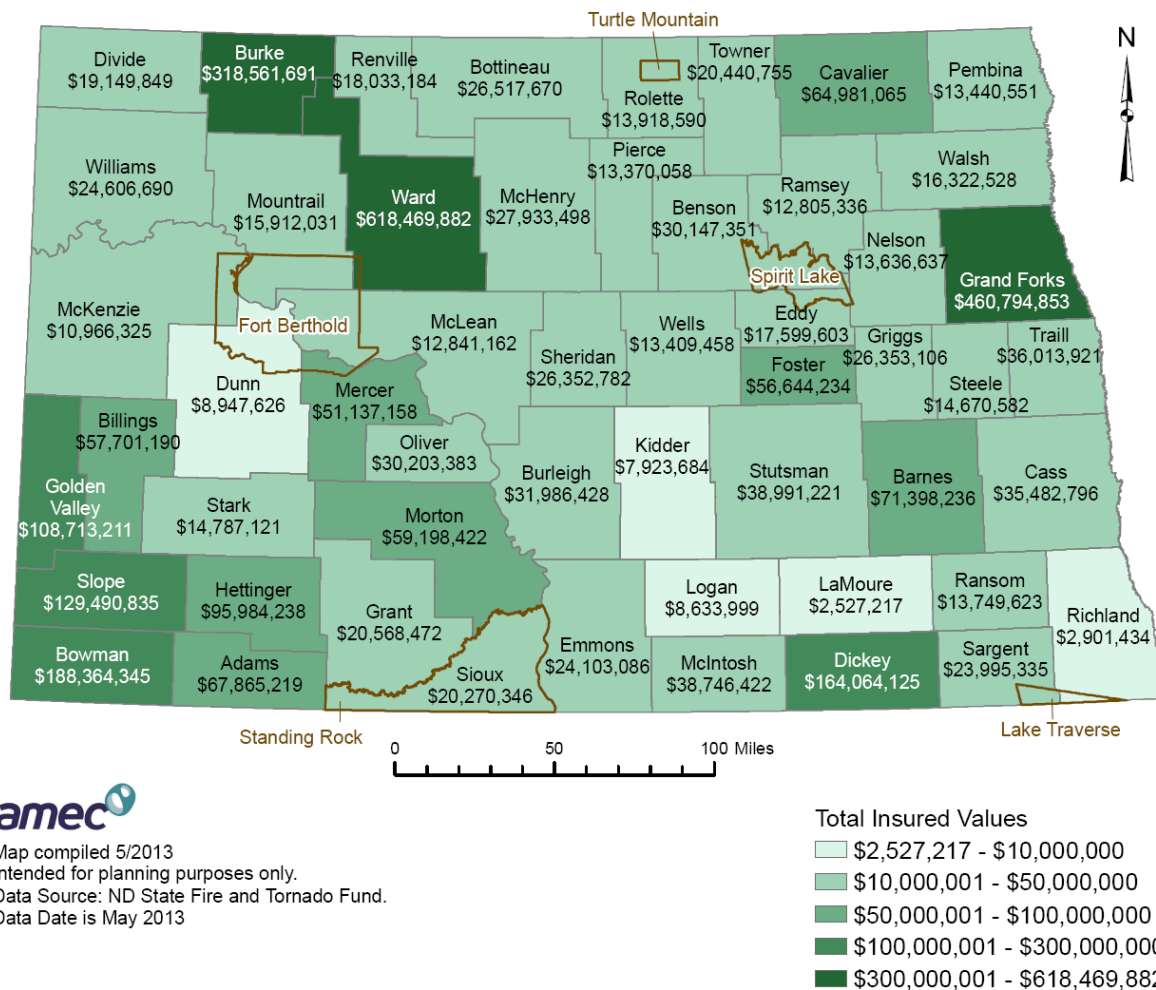 Turtle Mountain
N
Divide
$19,149,849
Burke
$318,561,691
Renville
$18,033,184
Bottineau
$26,517,670
Rolette
$13,918,590
Towner
$20,440,755
Cavalier
$64,981,065
Pembina
$13,440,551
Williams
$24,606,690
Mountrail
$15,912,031
Ward
$618,469,882
McHenry
$27,933,498
Pierce
$13,370,058
Benson
$30,147,351
Ramsey
$12,805,336
Walsh
$16,322,528
Nelson
$13,636,637
Grand Forks
$460,794,853
Spirit Lake
McKenzie
$10,966,325
Fort Berthold
Dunn
$8,947,626
McLean
$12,841,162
Sheridan
$26,352,782
Wells
$13,409,458
Eddy
$17,599,603
Foster
$56,644,234
Griggs
$26,353,106
Steele
$14,670,582
Traill
$36,013,921
Billings
$57,701,190
Mercer
$51,137,158
Oliver
$30,203,383
Golden
Valley
$108,713,211
Stark
$14,787,121
Morton
$59,198,422
Burleigh
$31,986,428
Kidder
$7,923,684
Stutsman
$38,991,221
Barnes
$71,398,236
Cass
$35,482,796
Slope
$129,490,835
Hettinger
$95,984,238
Grant
$20,568,472
Bowman
$188,364,345
Adams
$67,865,219
Sioux
$20,270,346
Emmons
$24,103,086
Logan
$8,633,999
LaMoure
$2,527,217
Ransom
$13,749,623
Richland
$2,901,434
McIntosh
$38,746,422
Dickey
$164,064,125
Sargent
$23,995,335
Standing Rock
Lake Traverse
0 50 100 Miles
amec
Map compiled 5/2013
intended for planning purposes only.
Data Source: ND State Fire and Tornado Fund.
Data Date is May 2013
Total Insured Values
$2,527,217 - $10,000,000
$10,000,001 - $50,000,000
$50,000,001 - $100,000,000
$100,000,001 - $300,000,000
$300,000,001 - $618,469,882